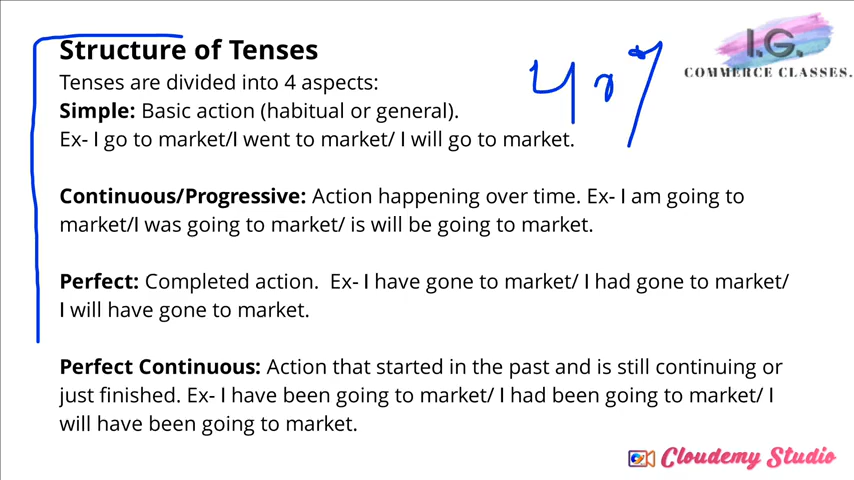 Structure of Tenses
I.G.
COMMERCE CLASSES.
Tenses are divided into 4 aspects:
Simple: Basic action (habitual or general).
Ex- I go to market/I went to market/ I will go to market.
Continuous/Progressive: Action happening over time. Ex- I am going to
market/I was going to market/ is will be going to market.
Perfect: Completed action.  Ex- I have gone to market/ I had gone to market/
I will have gone to market.
Perfect Continuous: Action that started in the past and is still continuing or
just finished. Ex- I have been going to market/ I had been going to market/ I
will have been going to market.
Cloudemy Studio